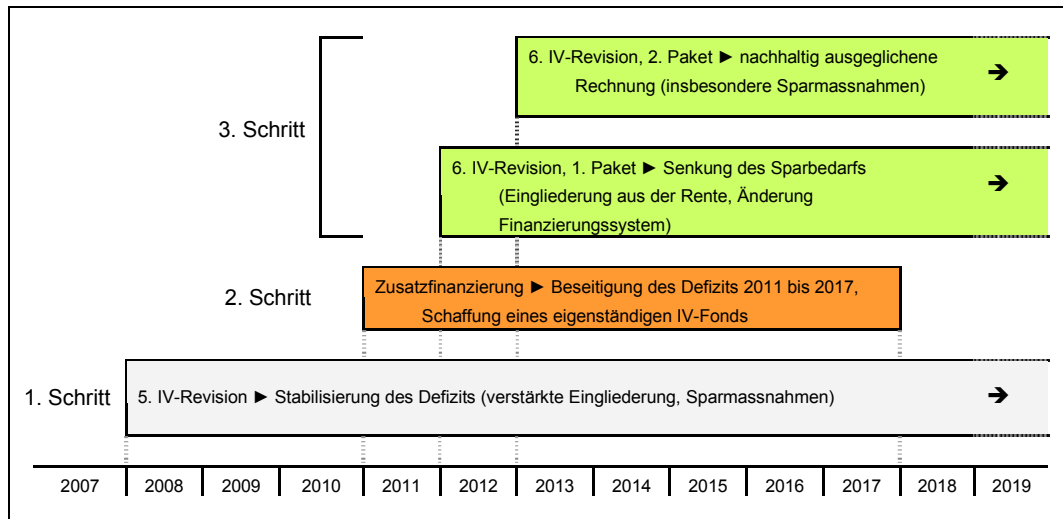 6. IV-Revision, 2. Paket ► nachhaltig ausgeglichene
Rechnung (insbesondere Sparmassnahmen)
➔
3. Schritt
6. IV-Revision, 1. Paket ► Senkung des Sparbedarfs
(Eingliederung aus der Rente, Änderung
Finanzierungssystem)
➔
2. Schritt
Zusatzfinanzierung ► Beseitigung des Defizits 2011 bis 2017,
Schaffung eines eigenständigen IV-Fonds
1. Schritt
5. IV-Revision ► Stabilisierung des Defizits (verstärkte Eingliederung, Sparmassnahmen)
➔
2007 2008 2009 2010 2011 2012 2013 2014 2015 2016 2017 2018 2019